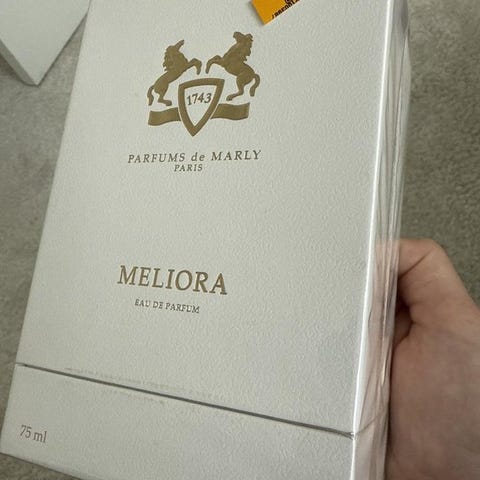 1743
PARFUMS de MARLY
PARIS
MELIORA
EAU DE PARFUM
75 ml